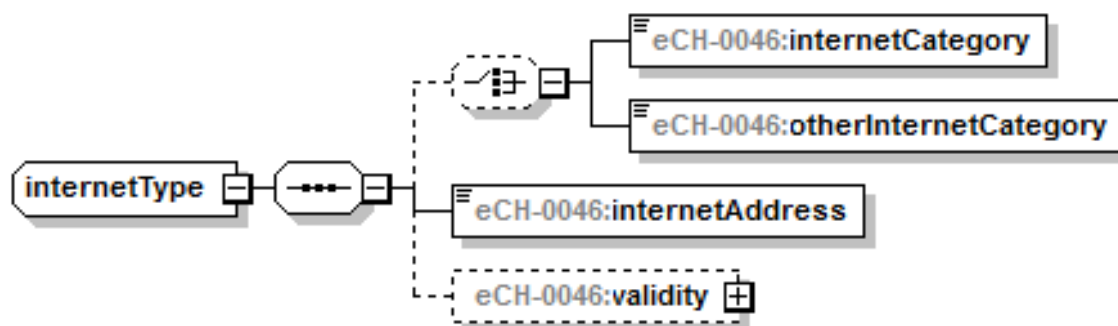 eCH-0046:internetCategory
eCH-0046:otherInternetCategory
internetType
eCH-0046:internetAddress
eCH-0046:validity